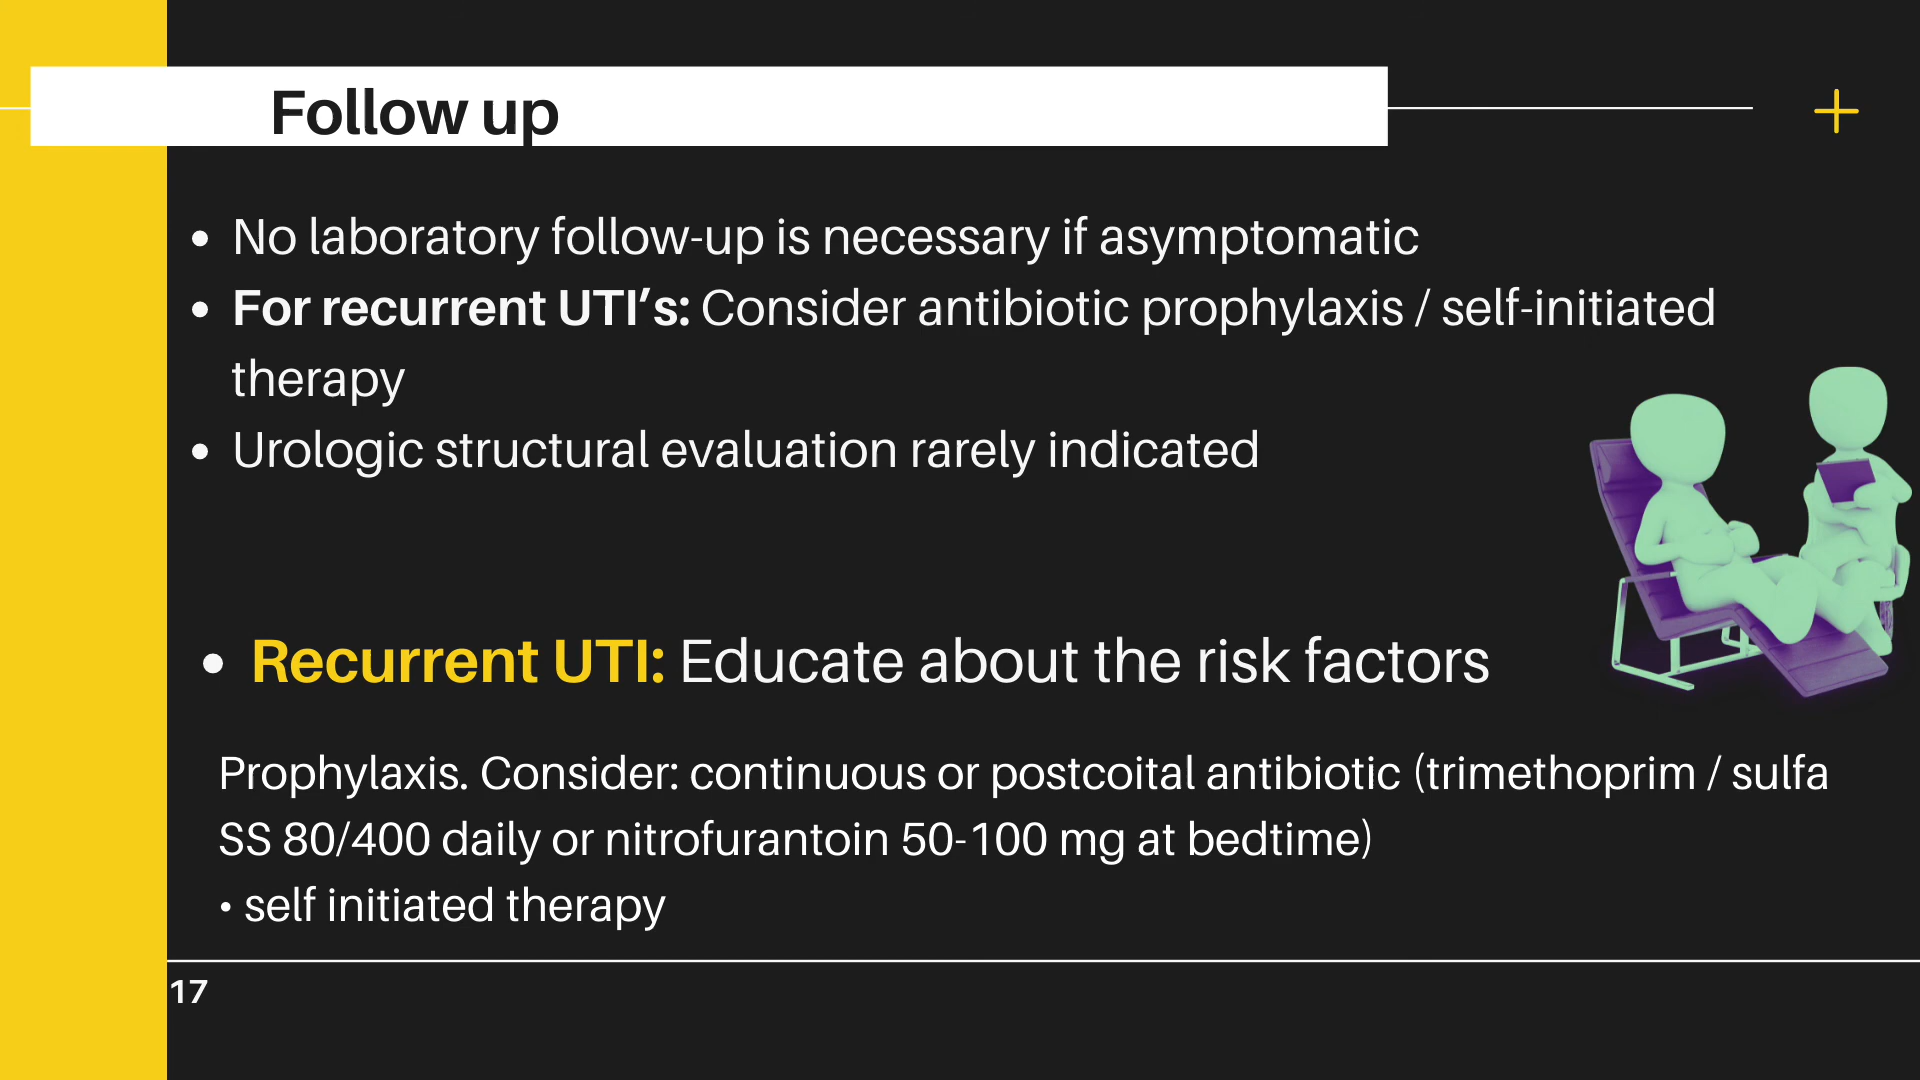 Follow up
• No laboratory follow-up is necessary if asymptomatic
• For recurrent UTI’s: Consider antibiotic prophylaxis / self-initiated
therapy
• Urologic structural evaluation rarely indicated
• Recurrent UTI: Educate about the risk factors
Prophylaxis. Consider: continuous or postcoital antibiotic (trimethoprim / sulfa
SS 80/400 daily or nitrofurantoin 50-100 mg at bedtime)
• self initiated therapy
17